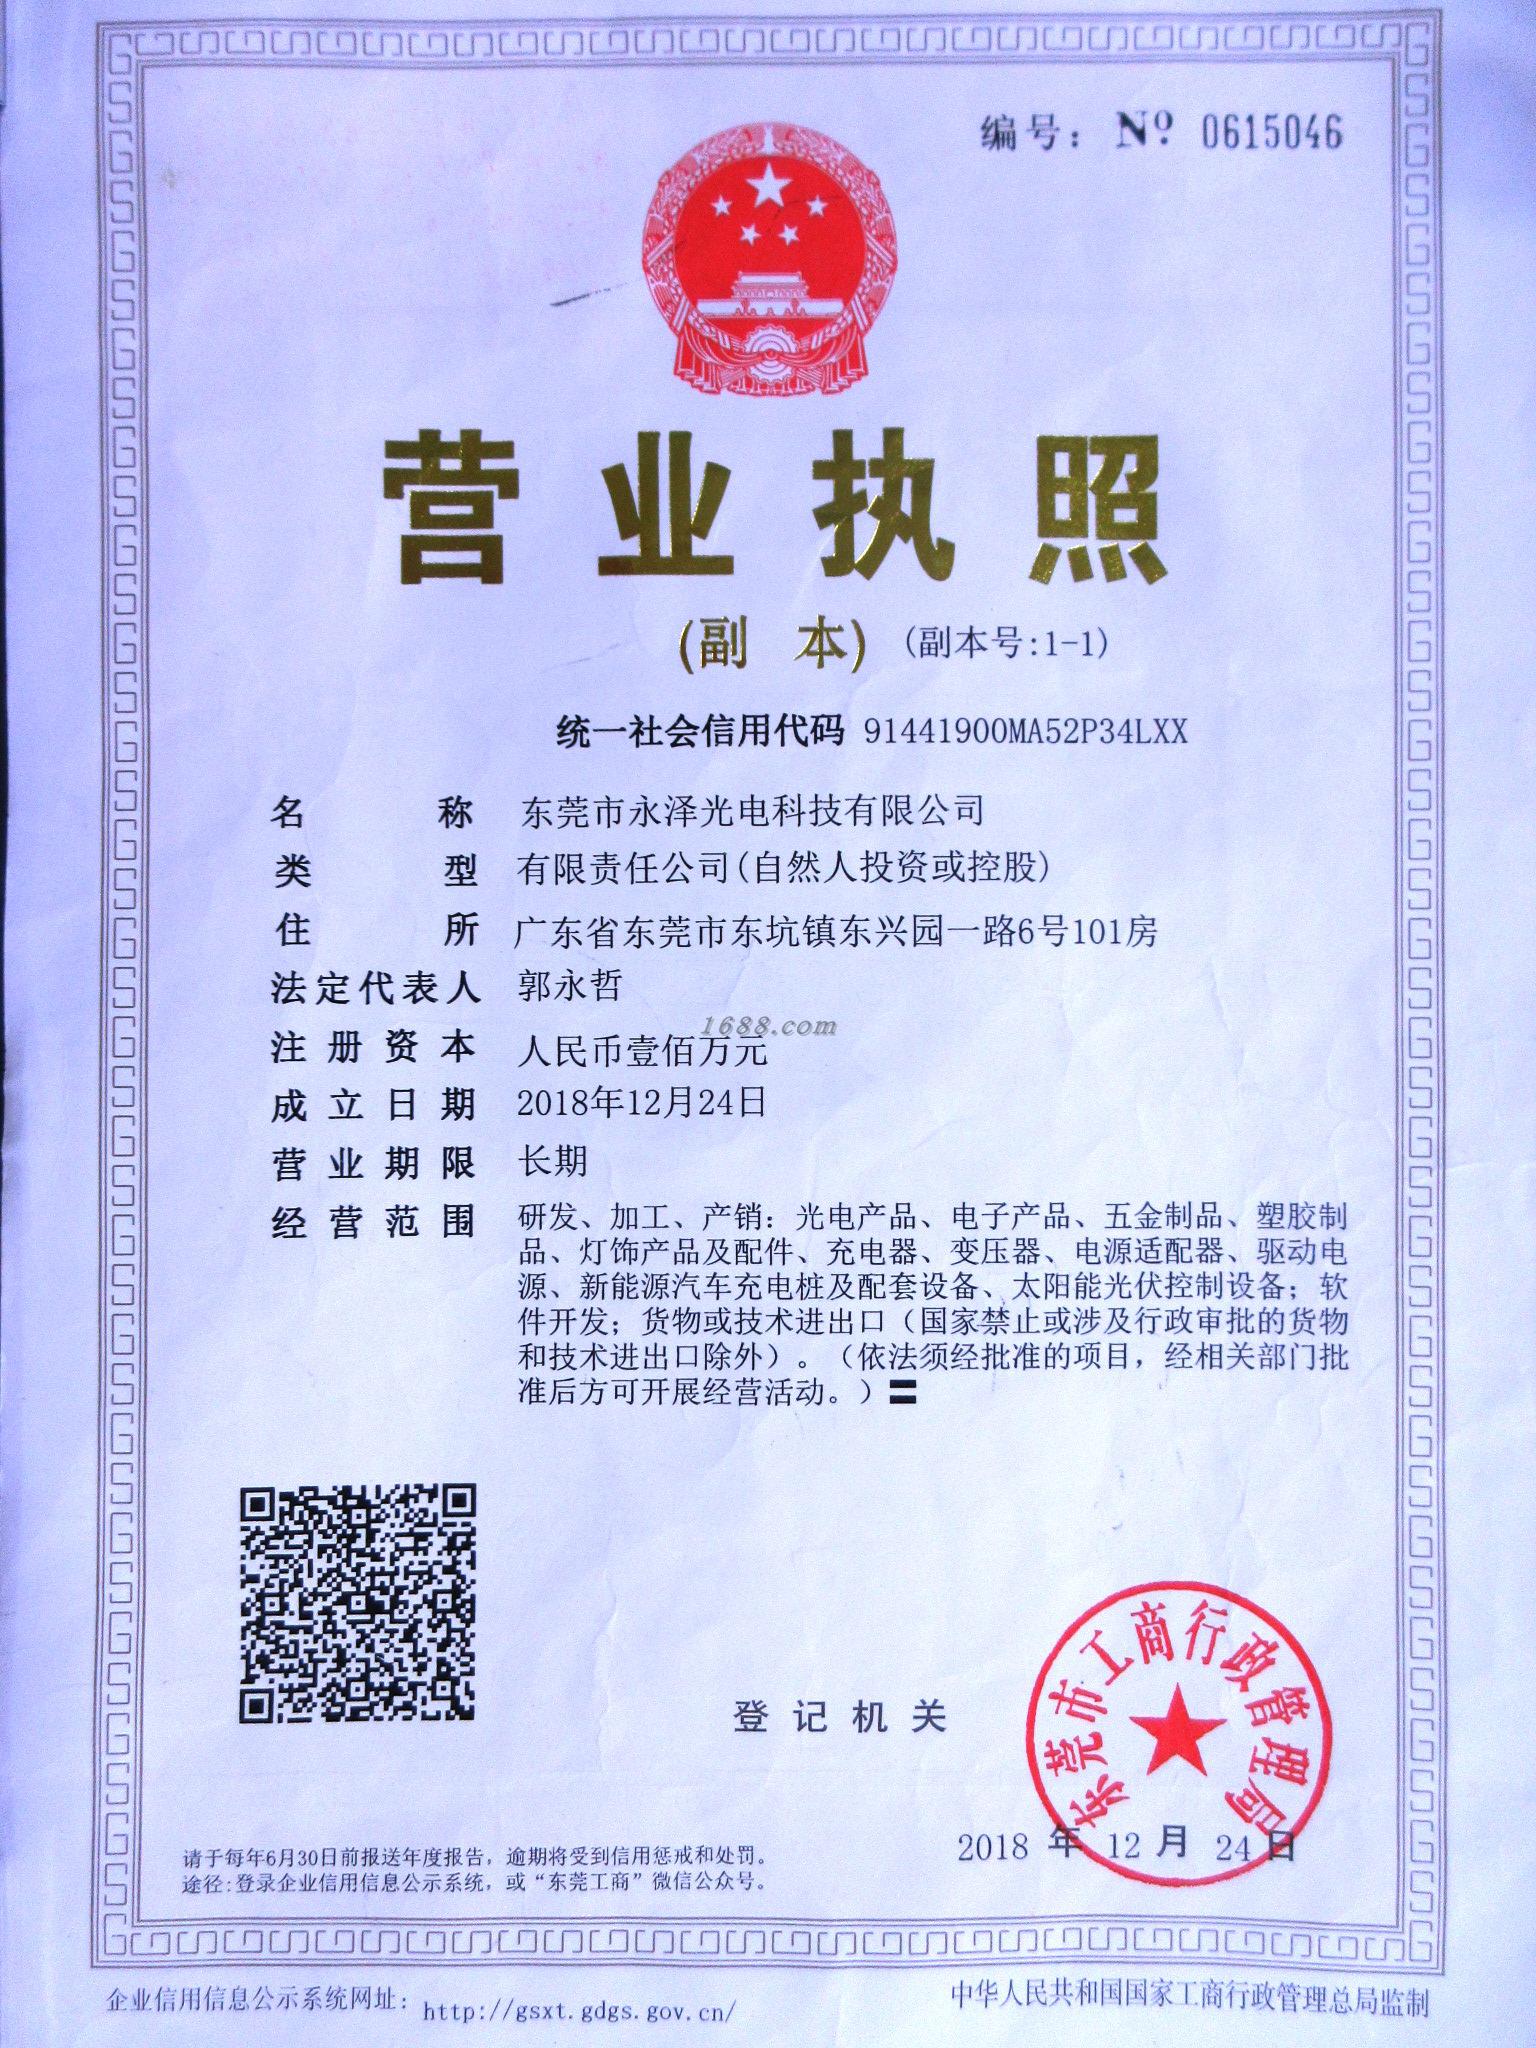 编号： № 0615046
营业执照
(副 本) (副本号:1-1)
统一社会信用代码 91441900MA52P34LXX
名称 东莞市永泽光电科技有限公司
类型 有限责任公司(自然人投资或控股)
住所 广东省东莞市东坑镇东兴园一路6号101房
法定代表人 郭永哲
1688.com
注册资本 人民币壹佰万元
成立日期 2018年12月24日
营业期限 长期
经营范围 研发、加工、产销：光电产品、电子产品、五金制品、塑胶制
品、灯饰产品及配件、充电器、变压器、电源适配器、驱动电
源、新能源汽车充电桩及配套设备、太阳能光伏控制设备；软
件开发；货物或技术进出口（国家禁止或涉及行政审批的货物
和技术进出口除外）。（依法须经批准的项目，经相关部门批
准后方可开展经营活动。）〓
登记机关
东莞市工商行政管理局
2018 年 12 月 24 日
请于每年6月30日前报送年度报告，逾期将受到信用惩戒和处罚。
途径:登录企业信用信息公示系统，或“东莞工商”微信公众号。
企业信用信息公示系统网址： http://gsxt.gdgs.gov.cn/
中华人民共和国国家工商行政管理总局监制